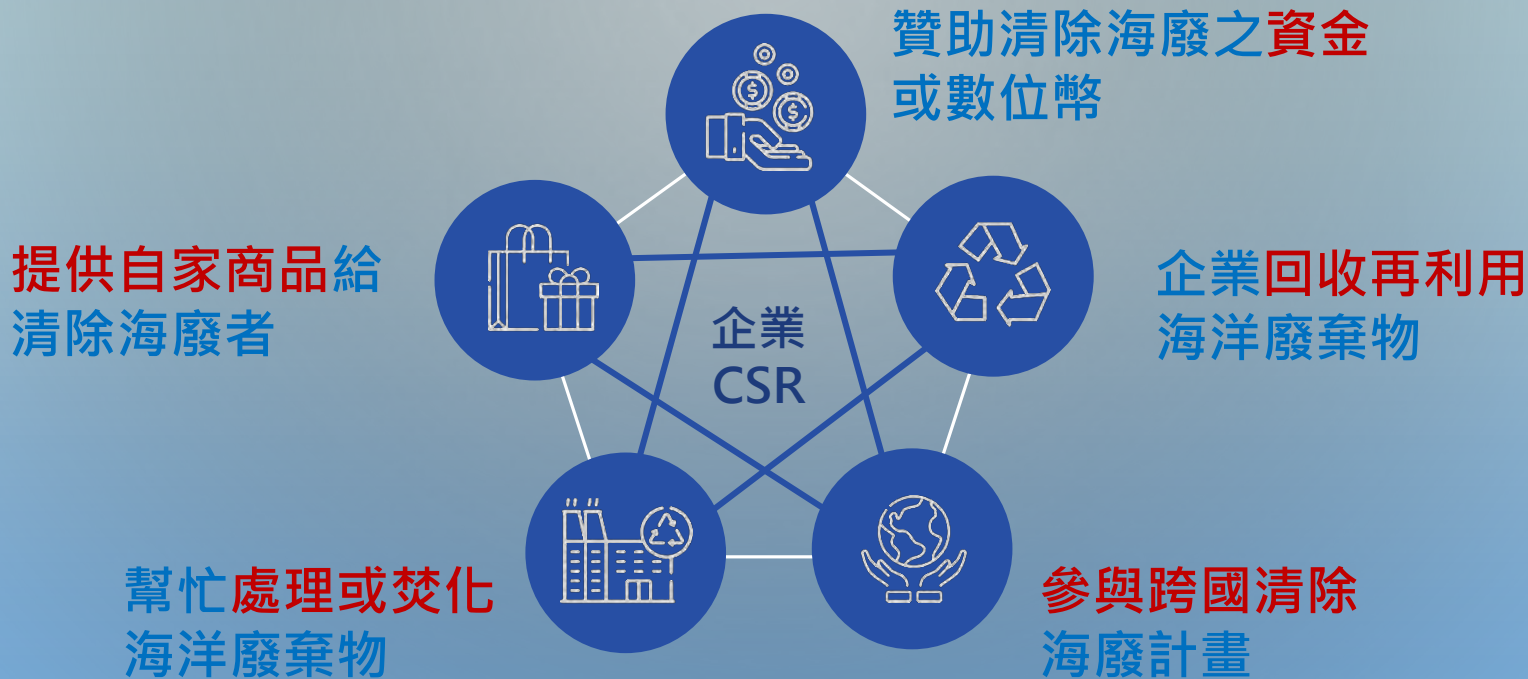 贊助清除海廢之資金
或數位幣
提供自家商品給
清除海廢者
企業回收再利用
海洋廢棄物
企業
CSR
幫忙處理或焚化
海洋廢棄物
參與跨國清除
海廢計畫